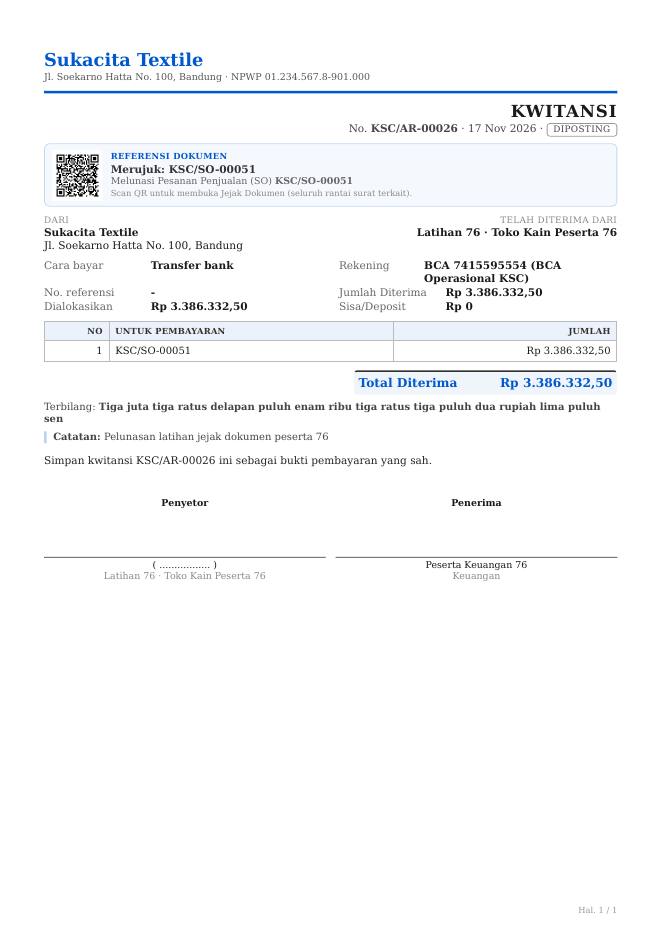 Sukacita Textile
Jl. Soekarno Hatta No. 100, Bandung · NPWP 01.234.567.8-901.000
KWITANSI
No. KSC/AR-00026 · 17 Nov 2026 · DIPOSTING
REFERENSI DOKUMEN
Merujuk: KSC/SO-00051
Melunasi Pesanan Penjualan (SO) KSC/SO-00051
Scan QR untuk membuka Jejak Dokumen (seluruh rantai surat terkait).
DARI TELAH DITERIMA DARI
Sukacita Textile Latihan 76 · Toko Kain Peserta 76
Jl. Soekarno Hatta No. 100, Bandung
Cara bayar Transfer bank Rekening BCA 7415595554 (BCA
Operasional KSC)
No. referensi - Jumlah Diterima Rp 3.386.332,50
Dialokasikan Rp 3.386.332,50 Sisa/Deposit Rp 0
NO UNTUK PEMBAYARAN JUMLAH
1 KSC/SO-00051 Rp 3.386.332,50
Total Diterima Rp 3.386.332,50
Terbilang: Tiga juta tiga ratus delapan puluh enam ribu tiga ratus tiga puluh dua rupiah lima puluh
sen
Catatan: Pelunasan latihan jejak dokumen peserta 76
Simpan kwitansi KSC/AR-00026 ini sebagai bukti pembayaran yang sah.
Penyetor Penerima
( ................. ) Peserta Keuangan 76
Latihan 76 · Toko Kain Peserta 76 Keuangan
Hal. 1 / 1